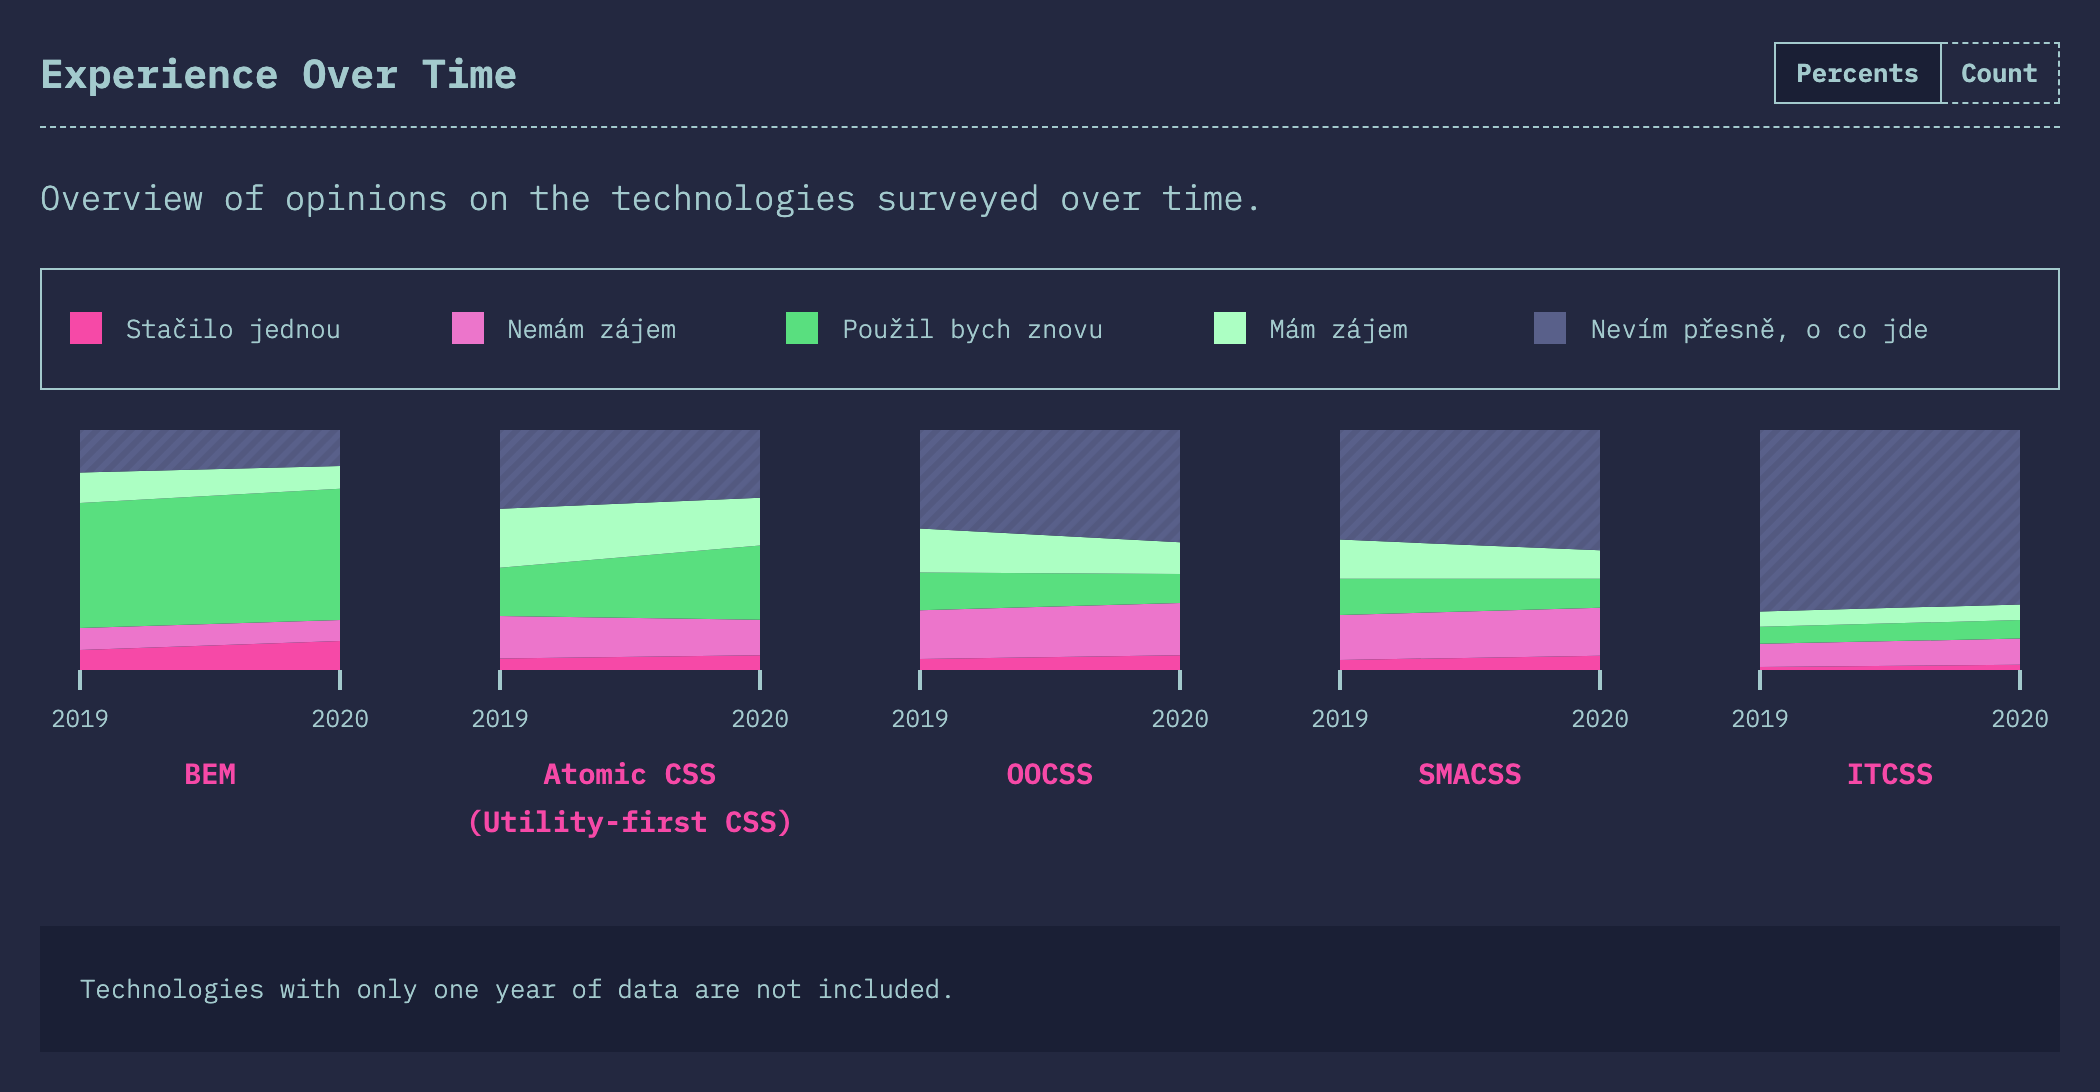 Experience Over Time
Percents Count
Overview of opinions on the technologies surveyed over time.
Stačilo jednou Nemám zájem Použil bych znovu Mám zájem Nevím přesně, o co jde
2019 2020 2019 2020 2019 2020 2019 2020 2019 2020
BEM Atomic CSS OOCSS SMACSS ITCSS
(Utility-first CSS)
Technologies with only one year of data are not included.